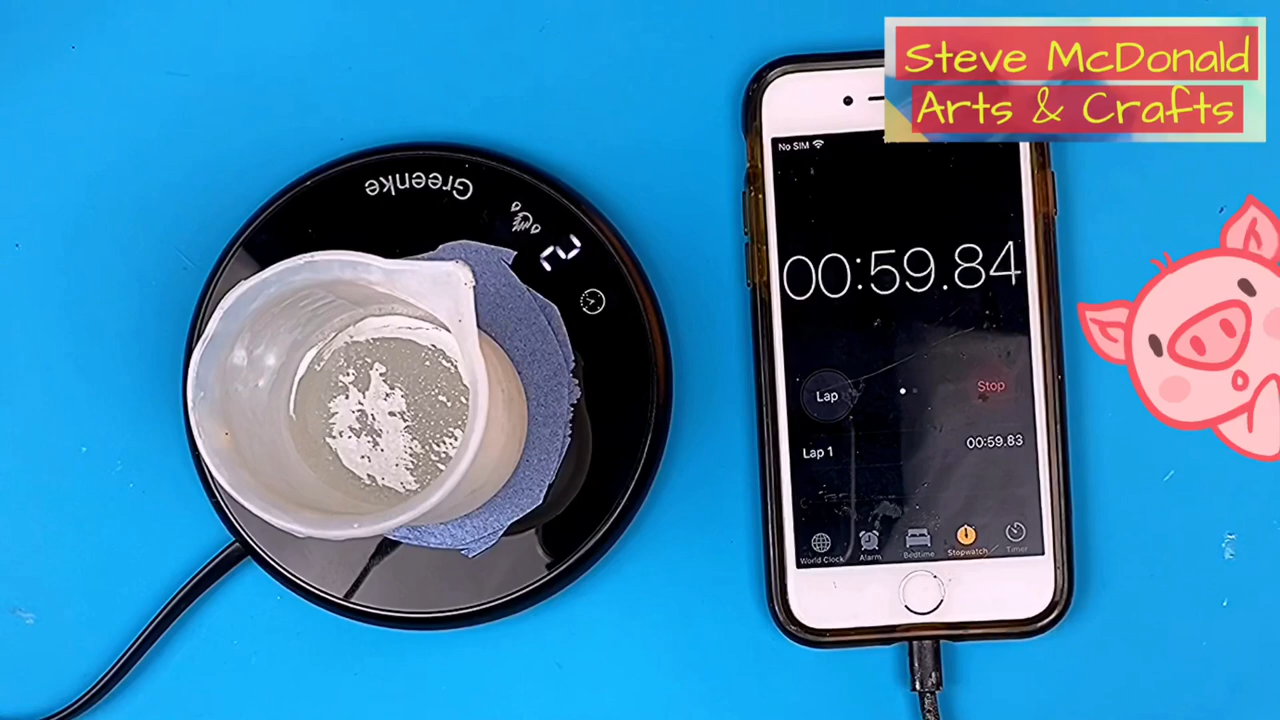 Steve McDonald
Arts & Crafts
Greenke
2
No SIM
00:59.84
Lap
Stop
Lap 1
00:59.83
World Clock
Alarm
Bedtime
Stopwatch
Timer